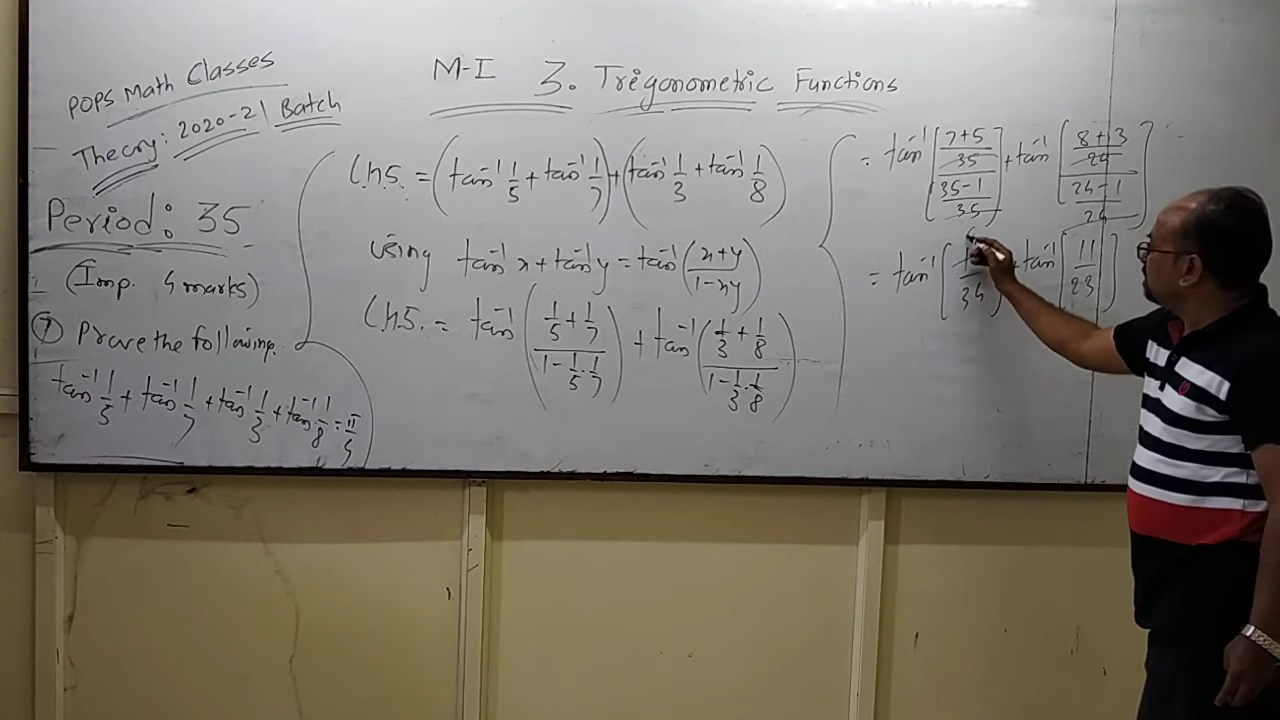 POPS Math Classes
Theory: 2020-21 Batch
Period: 35
(Imp. 4 marks)
⑦ Prove the following.
tan⁻¹ 1/5 + tan⁻¹ 1/7 + tan⁻¹ 1/3 + tan⁻¹ 1/8 = π/4
M-I 3. Trigonometric Functions
L.h.s. = (tan⁻¹ 1/5 + tan⁻¹ 1/7) + (tan⁻¹ 1/3 + tan⁻¹ 1/8)
using tan⁻¹ x + tan⁻¹ y = tan⁻¹ ((x+y)/(1-xy))
L.h.s. = tan⁻¹ ((1/5 + 1/7)/(1 - 1/5 · 1/7)) + tan⁻¹ ((1/3 + 1/8)/(1 - 1/3 · 1/8))
= tan⁻¹ [((7+5)/35)/((35-1)/35)] + tan⁻¹ [((8+3)/24)/((24-1)/24)]
= tan⁻¹ [ /34] + tan⁻¹ [11/23]